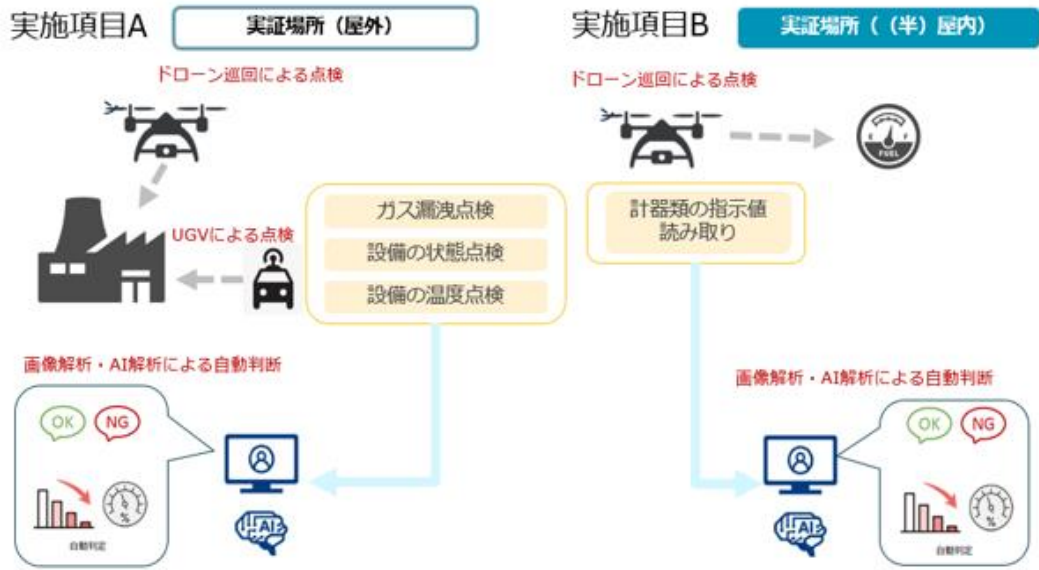 実施項目A
実証場所（屋外）
ドローン巡回による点検
UGVによる点検
ガス漏洩点検
設備の状態点検
設備の温度点検
画像解析・AI解析による自動判断
OK
NG
%
自動判定
AI
実施項目B
実証場所（（半）屋内）
ドローン巡回による点検
FUEL
計器類の指示値
読み取り
画像解析・AI解析による自動判断
OK
NG
%
自動判定
AI